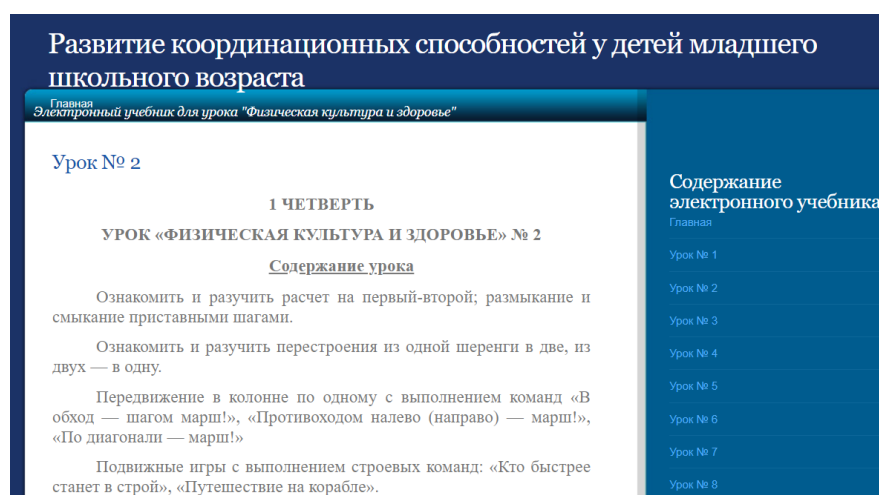 Развитие координационных способностей у детей младшего
школьного возраста
Главная
Электронный учебник для урока "Физическая культура и здоровье"
Урок № 2
1 ЧЕТВЕРТЬ
УРОК «ФИЗИЧЕСКАЯ КУЛЬТУРА И ЗДОРОВЬЕ» № 2
Содержание урока
Ознакомить и разучить расчет на первый-второй; размыкание и
смыкание приставными шагами.
Ознакомить и разучить перестроения из одной шеренги в две, из
двух — в одну.
Передвижение в колонне по одному с выполнением команд «В
обход — шагом марш!», «Противоходом налево (направо) — марш!»,
«По диагонали — марш!»
Подвижные игры с выполнением строевых команд: «Кто быстрее
станет в строй», «Путешествие на корабле».
Содержание
электронного учебника
Главная
Урок № 1
Урок № 2
Урок № 3
Урок № 4
Урок № 5
Урок № 6
Урок № 7
Урок № 8